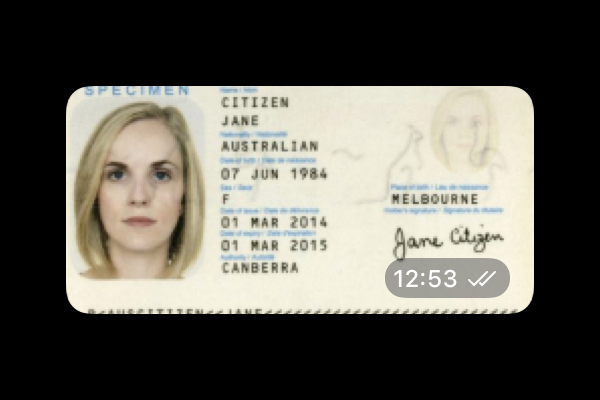 SPECIMEN
Name / Nom
CITIZEN
JANE
Nationality / Nationalité
AUSTRALIAN
Date of birth / Date de naissance
07 JUN 1984
Sex / Sexe
F
Place of birth / Lieu de naissance
MELBOURNE
Date of issue / Date de délivrance
01 MAR 2014
Holder's signature / Signature du titulaire
Date of expiry / Date d'expiration
01 MAR 2015
Jane Citizen
Authority / Autorité
CANBERRA
12:53